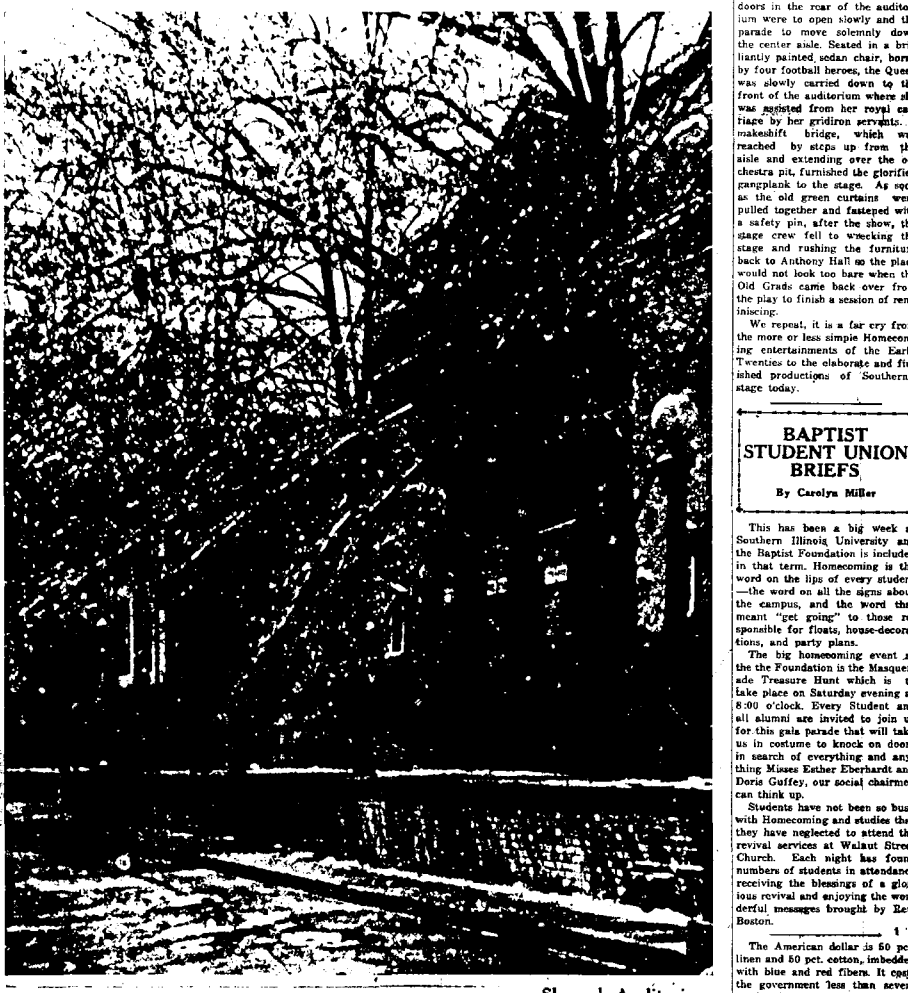 doors in the rear of the audito
ium were to open slowly and th
parade to move solemnly dow
the center aisle. Seated in a bri
liantly painted sedan chair, born
by four football heroes, the Quee
was slowly carried down to th
front of the auditorium where sh
was assisted from her royal ca
riage by her gridiron servants.
makeshift bridge, which wa
reached by steps up from th
aisle and extending over the o
chestra pit, furnished the glorifie
gangplank to the stage. As soo
as the old green curtains wer
pulled together and fastened wit
a safety pin, after the show, th
stage crew fell to wrecking th
stage and rushing the furnitur
back to Anthony Hall so the plac
would not look too bare when th
Old Grads came back over fro
the play to finish a session of rem
iniscing.
We repeat, it is a far cry fro
the more or less simple Homecom
ing entertainments of the Earl
Twenties to the elaborate and fin
ished productions of Southern
stage today.
BAPTIST
STUDENT UNION
BRIEFS
By Carolyn Miller
This has been a big week a
Southern Illinois University an
the Baptist Foundation is include
in that term. Homecoming is th
word on the lips of every studen
—the word on all the signs abou
the campus, and the word tha
meant "get going" to those re
sponsible for floats, house-decora
tions, and party plans.
The big homecoming event a
the the Foundation is the Masquer
ade Treasure Hunt which is t
take place on Saturday evening a
8:00 o'clock. Every Student an
all alumni are invited to join u
for this gala parade that will tak
us in costume to knock on door
in search of everything and any
thing Misses Esther Eberhardt an
Doris Guffey, our social chairme
can think up.
Students have not been so bus
with Homecoming and studies tha
they have neglected to attend th
revival services at Walnut Stree
Church. Each night has foun
numbers of students in attendanc
receiving the blessings of a glor
ious revival and enjoying the won
derful messages brought by Rev
Boston.
The American dollar is 50 pc
linen and 50 pct. cotton, imbedde
with blue and red fibers. It cost
the government less than seve